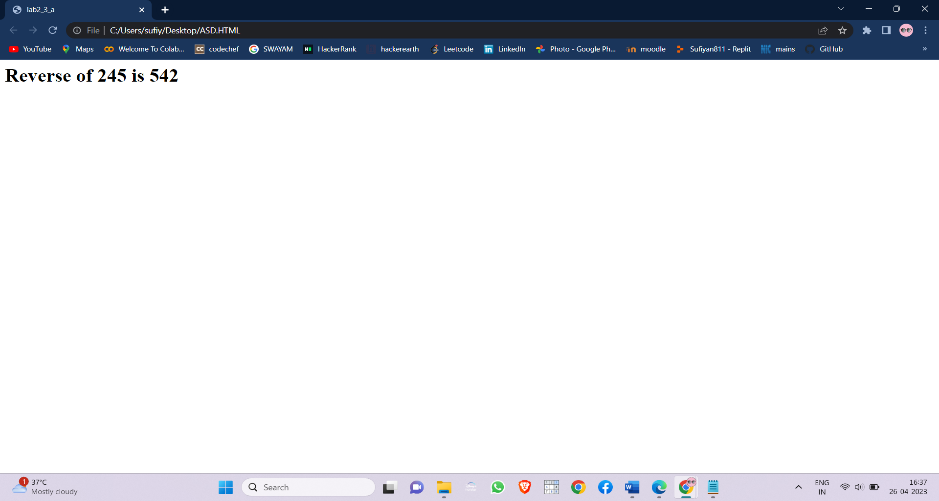 lab2_3_a
File C:/Users/sufiy/Desktop/ASD.HTML
YouTube Maps Welcome To Colab... codechef SWAYAM HackerRank hackerearth Leetcode LinkedIn Photo - Google Ph... moodle Sufiyan811 - Replit mains GitHub »
Reverse of 245 is 542
1
37°C
Mostly cloudy
Search
ENG
IN
16:37
26-04-2023